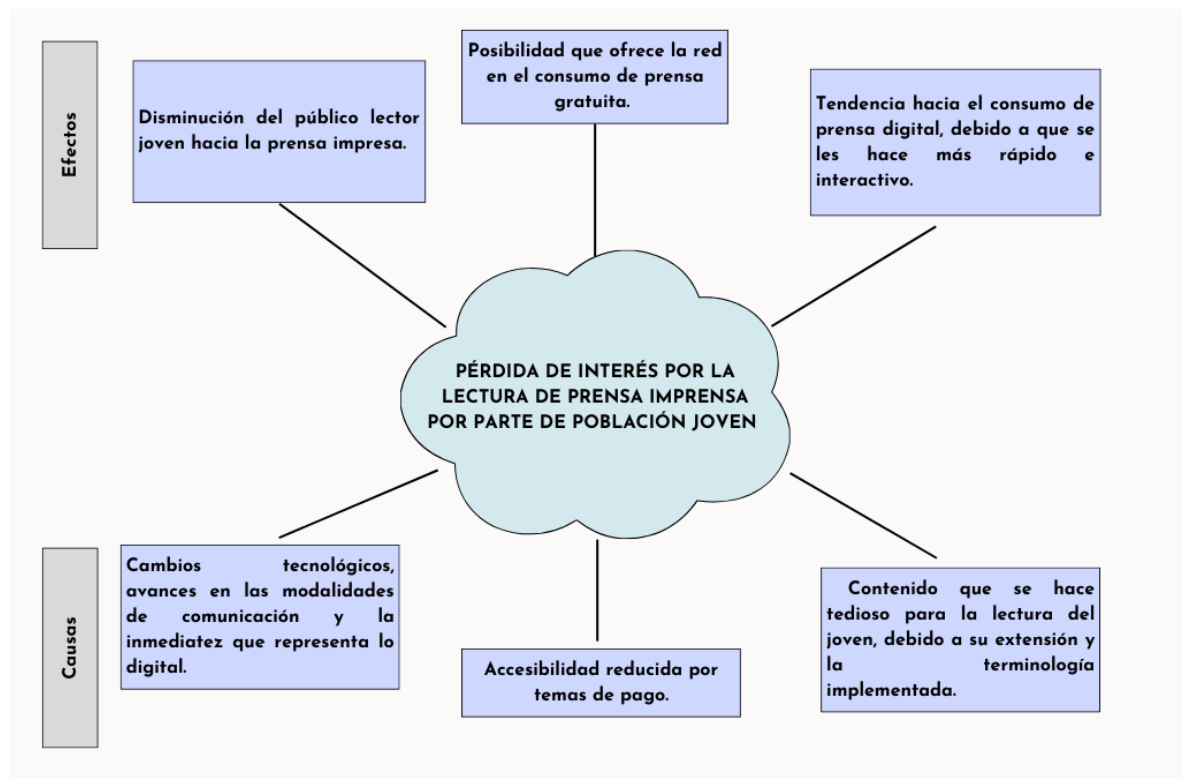 Efectos
Disminución del público lector
joven hacia la prensa impresa.
Posibilidad que ofrece la red
en el consumo de prensa
gratuita.
Tendencia hacia el consumo de
prensa digital, debido a que se
les hace más rápido e
interactivo.
PÉRDIDA DE INTERÉS POR LA
LECTURA DE PRENSA IMPRENSA
POR PARTE DE POBLACIÓN JOVEN
Causas
Cambios tecnológicos,
avances en las modalidades
de comunicación y la
inmediatez que representa lo
digital.
Accesibilidad reducida por
temas de pago.
Contenido que se hace
tedioso para la lectura del
joven, debido a su extensión y
la terminología
implementada.